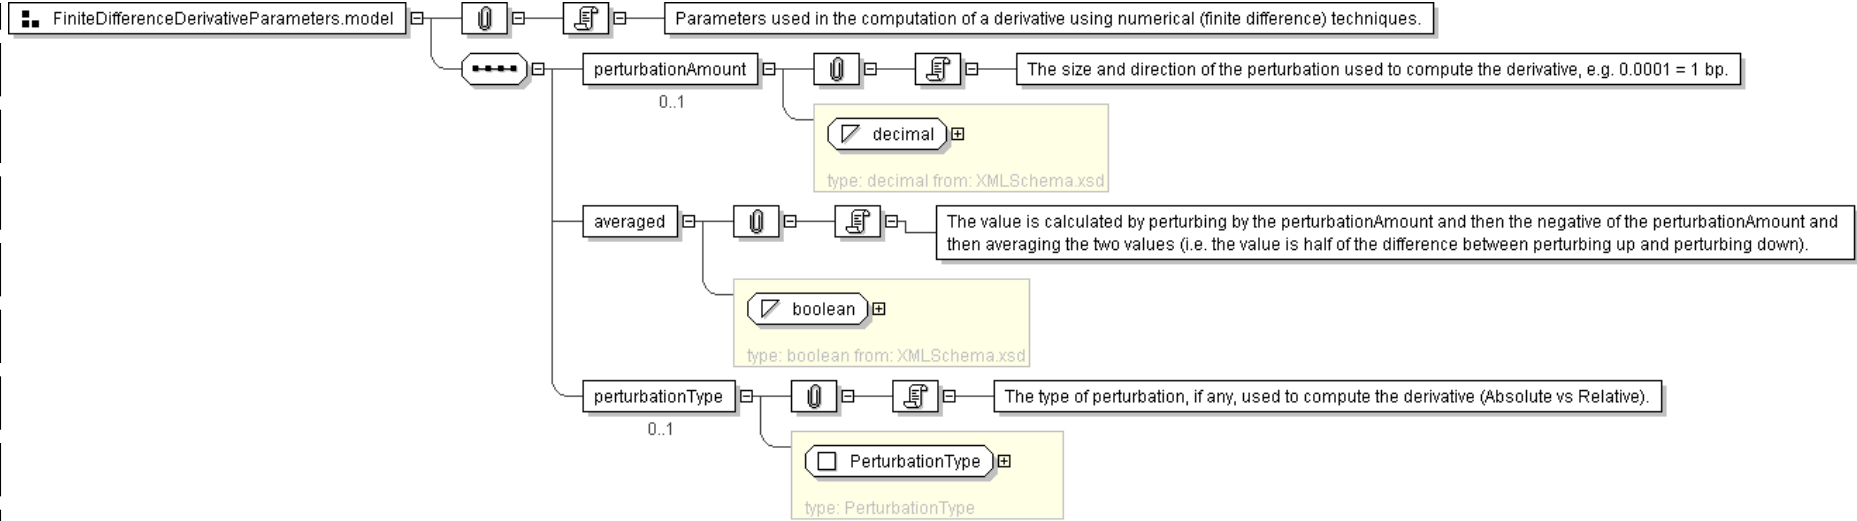 FiniteDifferenceDerivativeParameters.model
Parameters used in the computation of a derivative using numerical (finite difference) techniques.
perturbationAmount
The size and direction of the perturbation used to compute the derivative, e.g. 0.0001 = 1 bp.
0..1
decimal
type: decimal from: XMLSchema.xsd
averaged
The value is calculated by perturbing by the perturbationAmount and then the negative of the perturbationAmount and
then averaging the two values (i.e. the value is half of the difference between perturbing up and perturbing down).
boolean
type: boolean from: XMLSchema.xsd
perturbationType
The type of perturbation, if any, used to compute the derivative (Absolute vs Relative).
0..1
PerturbationType
type: PerturbationType